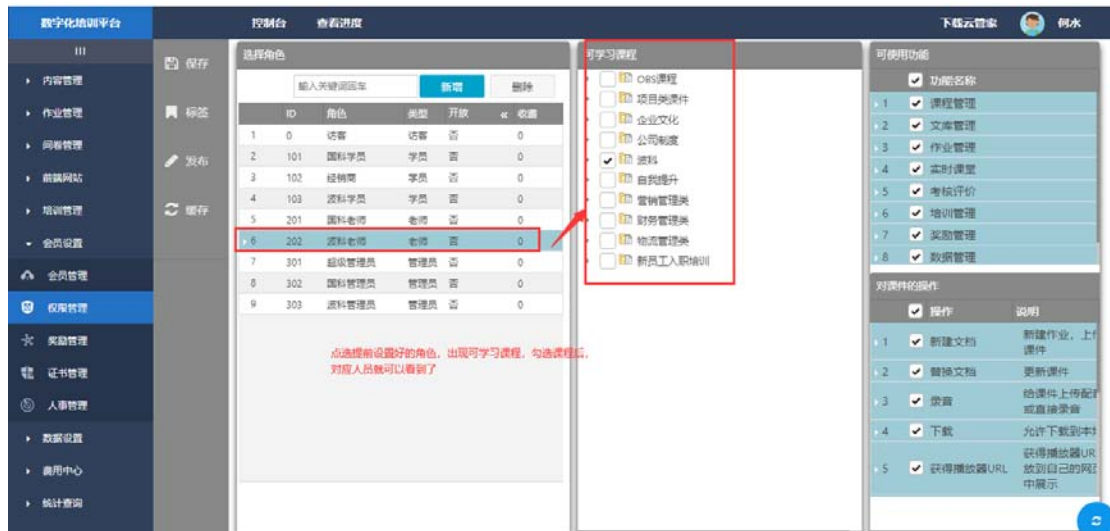 数字化培训平台
控制台 查看进度
下载云管家 何水
内容管理
作业管理
问卷管理
前端网站
培训管理
会员设置
会员管理
权限管理
奖励管理
证书管理
人事管理
数据设置
费用中心
统计查询
保存
标签
发布
缓存
选择角色
输入关键词回车 新增 删除
ID 角色 类型 开放 « 收藏
1 0 访客 访客 否 0
2 101 国科学员 学员 否 0
3 102 经销商 学员 否 0
4 103 波科学员 学员 否 0
5 201 国科老师 老师 否 0
6 202 波科老师 老师 否 0
7 301 超级管理员 管理员 否 0
8 302 国科管理员 管理员 否 0
9 303 波科管理员 管理员 否 0
点选提前设置好的角色，出现可学习课程，勾选课程后，
对应人员就可以看到了
可学习课程
OBS课程
项目类课件
企业文化
公司制度
波科
自我提升
营销管理类
财务管理类
物流管理类
新员工入职培训
可使用功能
功能名称
1 课程管理
2 文库管理
3 作业管理
4 实时课堂
5 考核评价
6 培训管理
7 奖励管理
8 数据管理
对课件的操作
操作 说明
1 新建文档 新建作业，上传
课件
2 替换文档 更新课件
3 录音 给课件上传配音
或直接录音
4 下载 允许下载到本地
5 获得播放器URL 获得播放器UR
放到自己的网页
中展示